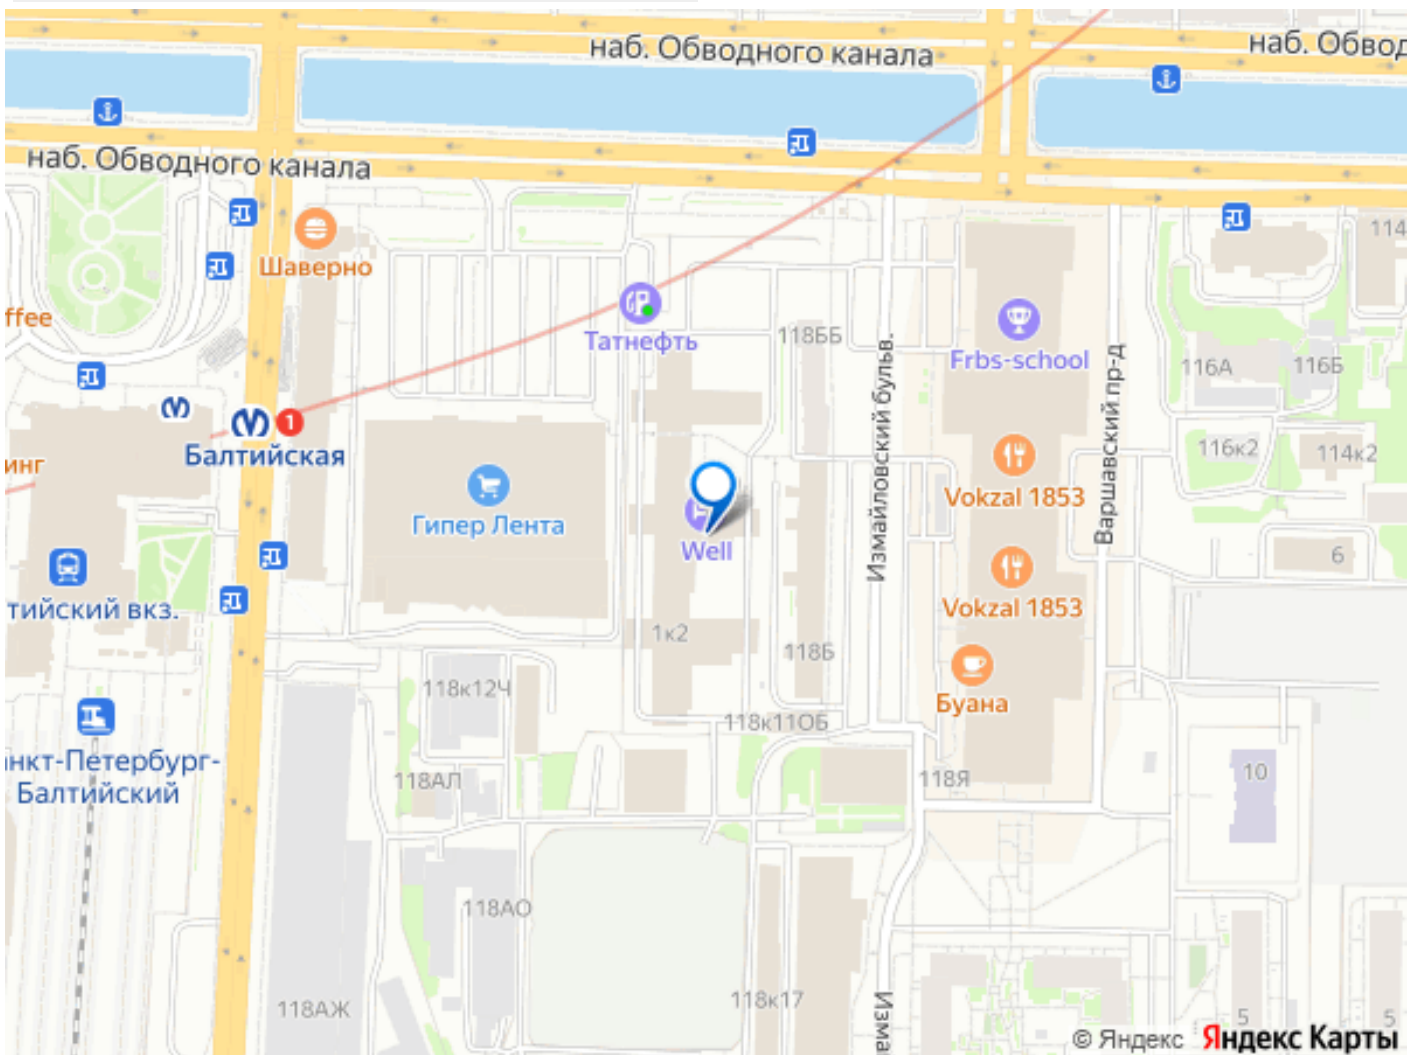 наб. Обводного канала
наб. Обвод
наб. Обводного канала
114
Шаверно
ffee
Татнефть
118ББ
Frbs-school
116А
116Б
Измайловский бульв.
Варшавский пр-д
1
Балтийская
инг
116к2
114к2
Vokzal 1853
Гипер Лента
Well
6
тийский вкз.
Vokzal 1853
1к2
118Б
118к12Ч
Буана
118к11ОБ
нкт-Петербург-
Балтийский
118АЛ
118Я
10
118АО
118АЖ
118к17
Изма
5
5
© Яндекс Яндекс Карты